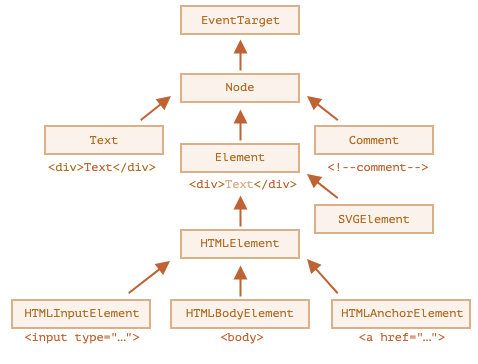 EventTarget
Node
Text
<div>Text</div>
Element
<div>Text</div>
Comment
<!--comment-->
SVGElement
HTMLElement
HTMLInputElement
<input type="...">
HTMLBodyElement
<body>
HTMLAnchorElement
<a href="...">